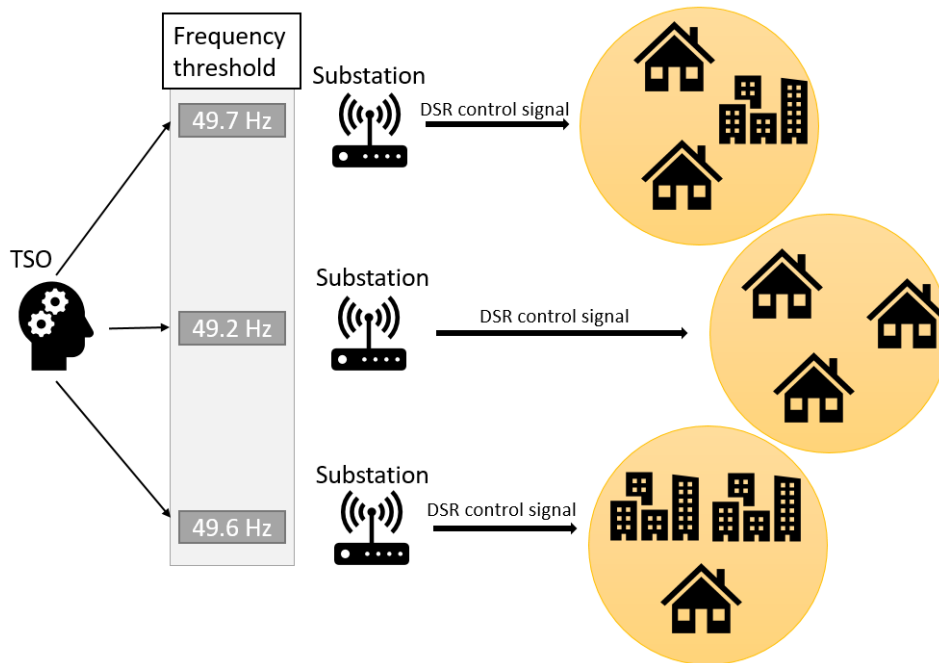 Frequency
threshold
49.7 Hz
Substation
DSR control signal
TSO
49.2 Hz
Substation
DSR control signal
49.6 Hz
Substation
DSR control signal